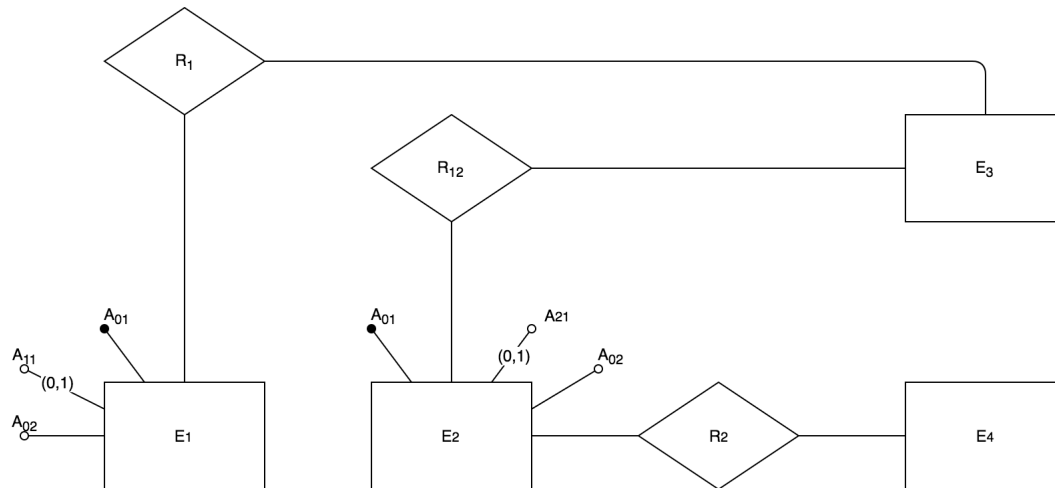 R1
R12
E3
A01
A01
A21
A11
(0,1)
(0,1)
A02
A02
E1
E2
R2
E4